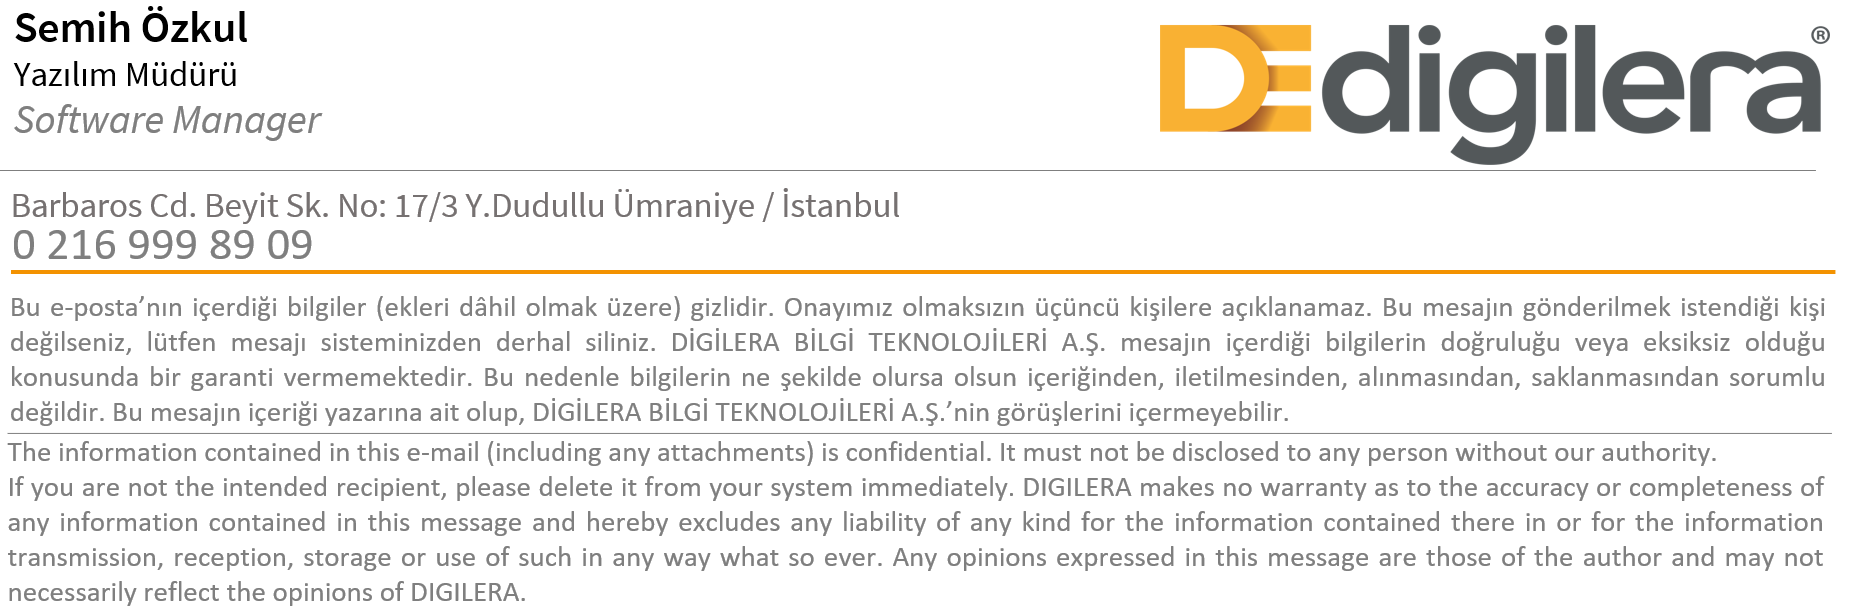 Semih Özkul
Yazılım Müdürü
Software Manager
DE digilera®
Barbaros Cd. Beyit Sk. No: 17/3 Y.Dudullu Ümraniye / İstanbul
0 216 999 89 09
Bu e-posta’nın içerdiği bilgiler (ekleri dâhil olmak üzere) gizlidir. Onayımız olmaksızın üçüncü kişilere açıklanamaz. Bu mesajın gönderilmek istendiği kişi
değilseniz, lütfen mesajı sisteminizden derhal siliniz. DİGİLERA BİLGİ TEKNOLOJİLERİ A.Ş. mesajın içerdiği bilgilerin doğruluğu veya eksiksiz olduğu
konusunda bir garanti vermemektedir. Bu nedenle bilgilerin ne şekilde olursa olsun içeriğinden, iletilmesinden, alınmasından, saklanmasından sorumlu
değildir. Bu mesajın içeriği yazarına ait olup, DİGİLERA BİLGİ TEKNOLOJİLERİ A.Ş.’nin görüşlerini içermeyebilir.
The information contained in this e-mail (including any attachments) is confidential. It must not be disclosed to any person without our authority.
If you are not the intended recipient, please delete it from your system immediately. DIGILERA makes no warranty as to the accuracy or completeness of
any information contained in this message and hereby excludes any liability of any kind for the information contained there in or for the information
transmission, reception, storage or use of such in any way what so ever. Any opinions expressed in this message are those of the author and may not
necessarily reflect the opinions of DIGILERA.